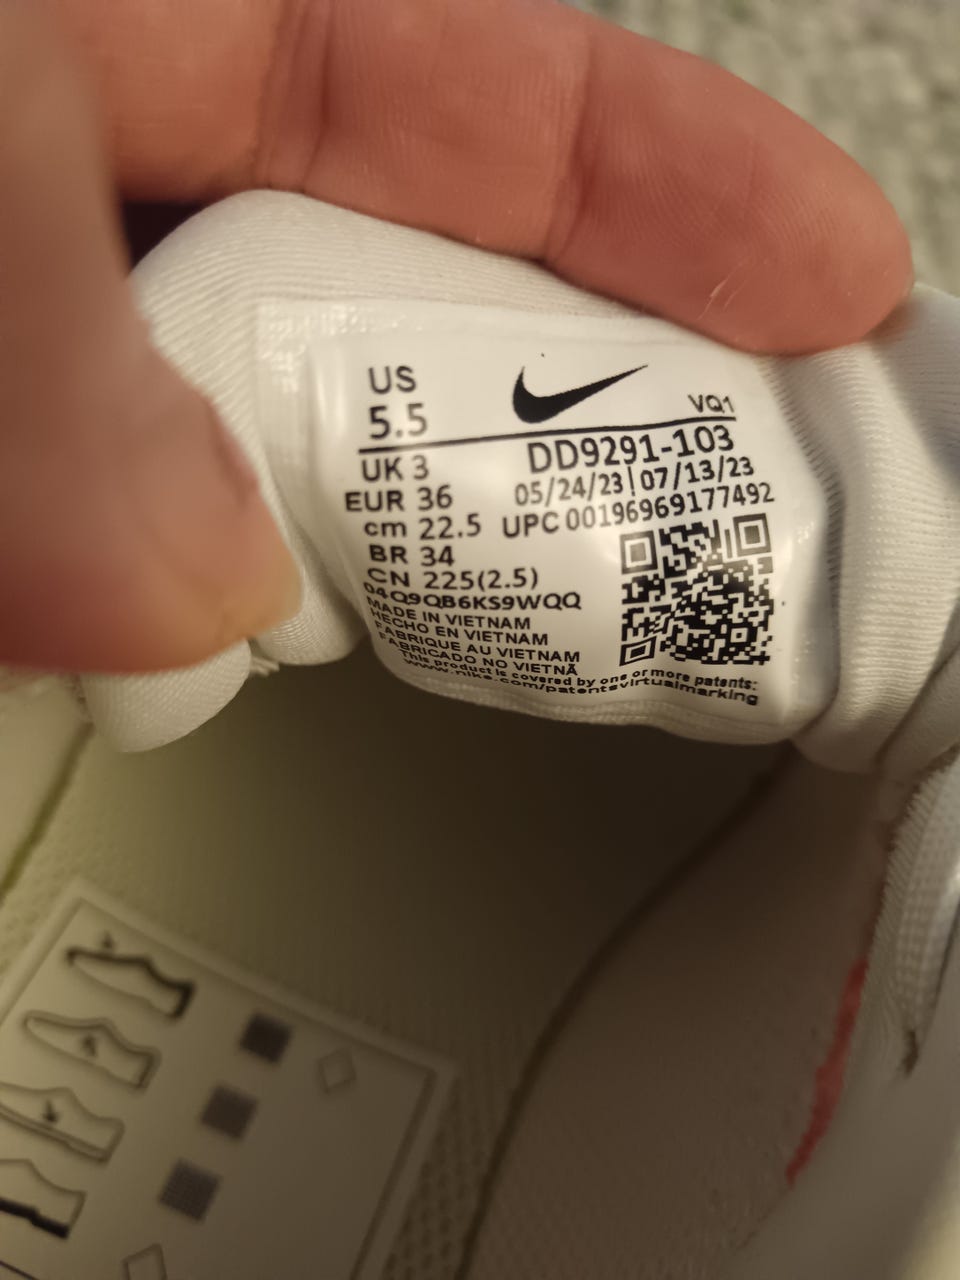 US
5.5
VQ1
UK 3
DD9291-103
EUR 36
05/24/23|07/13/23
cm 22.5
UPC 00196969177492
BR 34
CN 225(2.5)
04Q9QB6KS9WQQ
MADE IN VIETNAM
HECHO EN VIETNAM
FABRIQUE AU VIETNAM
FABRICADO NO VIETNÃ
This product is covered by one or more patents:
www.nike.com/patentsvirtualmarking